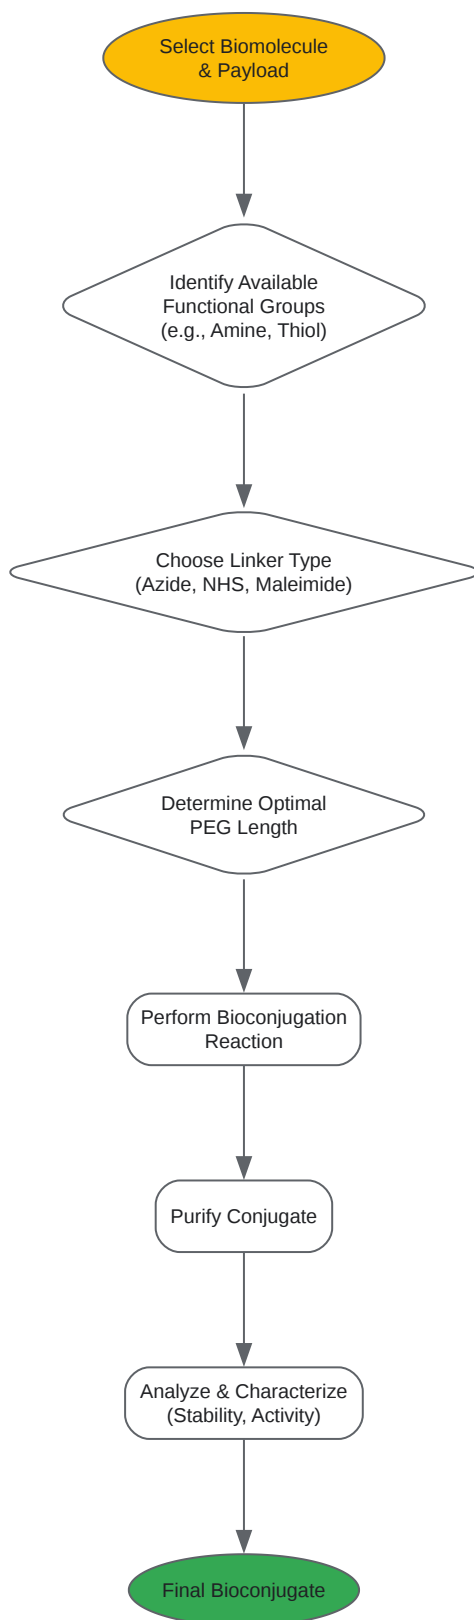 Select Biomolecule
& Payload
Identify Available
Functional Groups
(e.g., Amine, Thiol)
Choose Linker Type
(Azide, NHS, Maleimide)
Determine Optimal
PEG Length
Perform Bioconjugation
Reaction
Purify Conjugate
Analyze & Characterize
(Stability, Activity)
Final Bioconjugate